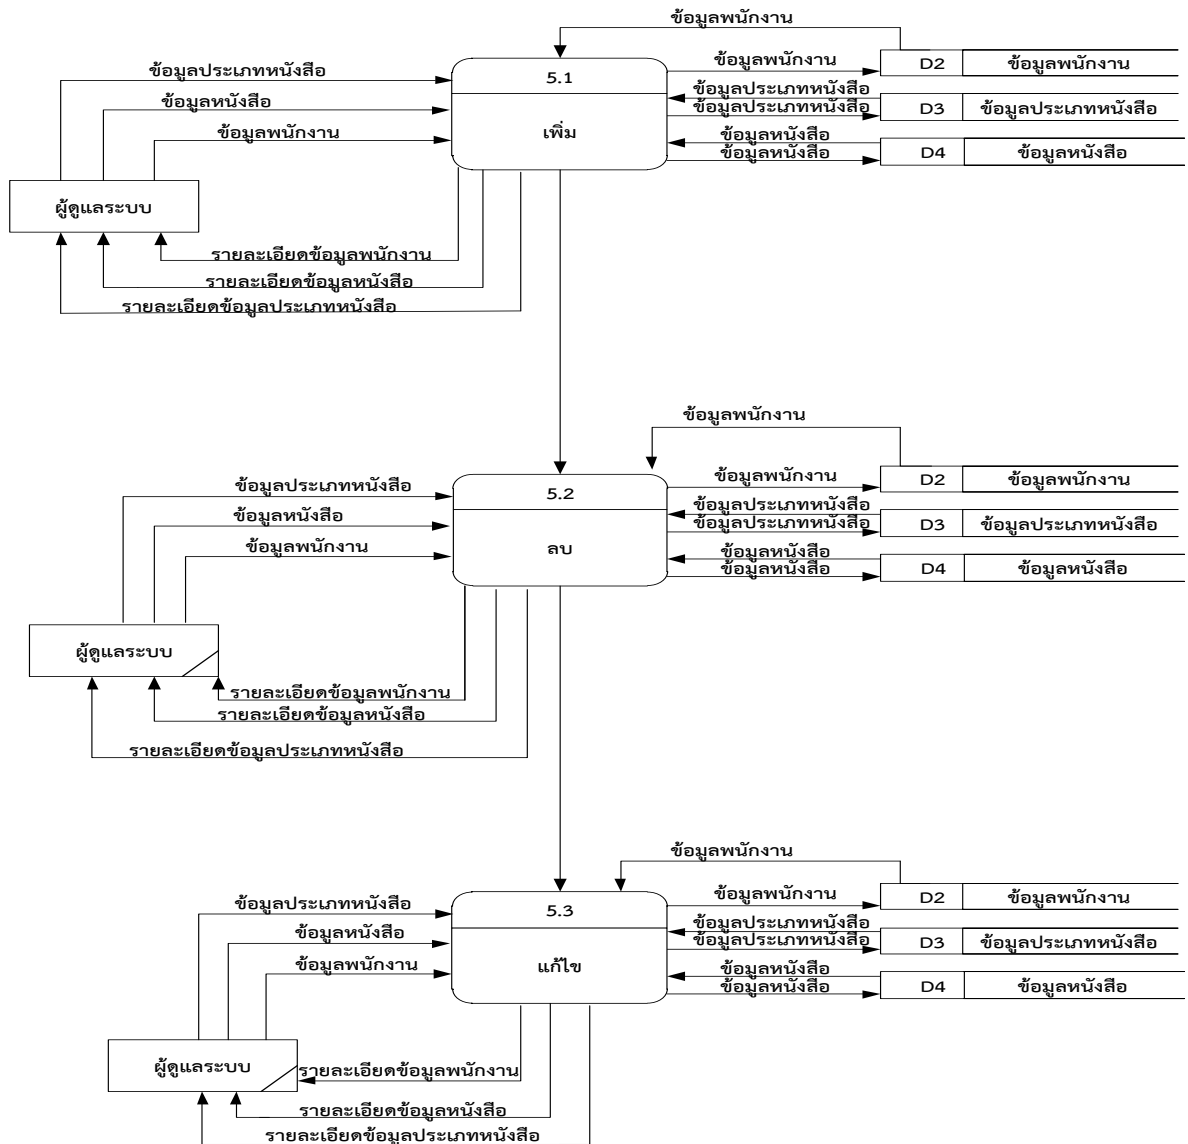 ข้อมูลพนักงาน
ข้อมูลประเภทหนังสือ
ข้อมูลหนังสือ
ข้อมูลพนักงาน
5.1
เพิ่ม
ข้อมูลพนักงาน
ข้อมูลประเภทหนังสือ
ข้อมูลประเภทหนังสือ
ข้อมูลหนังสือ
ข้อมูลหนังสือ
D2 ข้อมูลพนักงาน
D3 ข้อมูลประเภทหนังสือ
D4 ข้อมูลหนังสือ
ผู้ดูแลระบบ
รายละเอียดข้อมูลพนักงาน
รายละเอียดข้อมูลหนังสือ
รายละเอียดข้อมูลประเภทหนังสือ
ข้อมูลพนักงาน
ข้อมูลประเภทหนังสือ
ข้อมูลหนังสือ
ข้อมูลพนักงาน
5.2
ลบ
ข้อมูลพนักงาน
ข้อมูลประเภทหนังสือ
ข้อมูลประเภทหนังสือ
ข้อมูลหนังสือ
ข้อมูลหนังสือ
D2 ข้อมูลพนักงาน
D3 ข้อมูลประเภทหนังสือ
D4 ข้อมูลหนังสือ
ผู้ดูแลระบบ
รายละเอียดข้อมูลพนักงาน
รายละเอียดข้อมูลหนังสือ
รายละเอียดข้อมูลประเภทหนังสือ
ข้อมูลพนักงาน
ข้อมูลประเภทหนังสือ
ข้อมูลหนังสือ
ข้อมูลพนักงาน
5.3
แก้ไข
ข้อมูลพนักงาน
ข้อมูลประเภทหนังสือ
ข้อมูลประเภทหนังสือ
ข้อมูลหนังสือ
ข้อมูลหนังสือ
D2 ข้อมูลพนักงาน
D3 ข้อมูลประเภทหนังสือ
D4 ข้อมูลหนังสือ
ผู้ดูแลระบบ
รายละเอียดข้อมูลพนักงาน
รายละเอียดข้อมูลหนังสือ
รายละเอียดข้อมูลประเภทหนังสือ